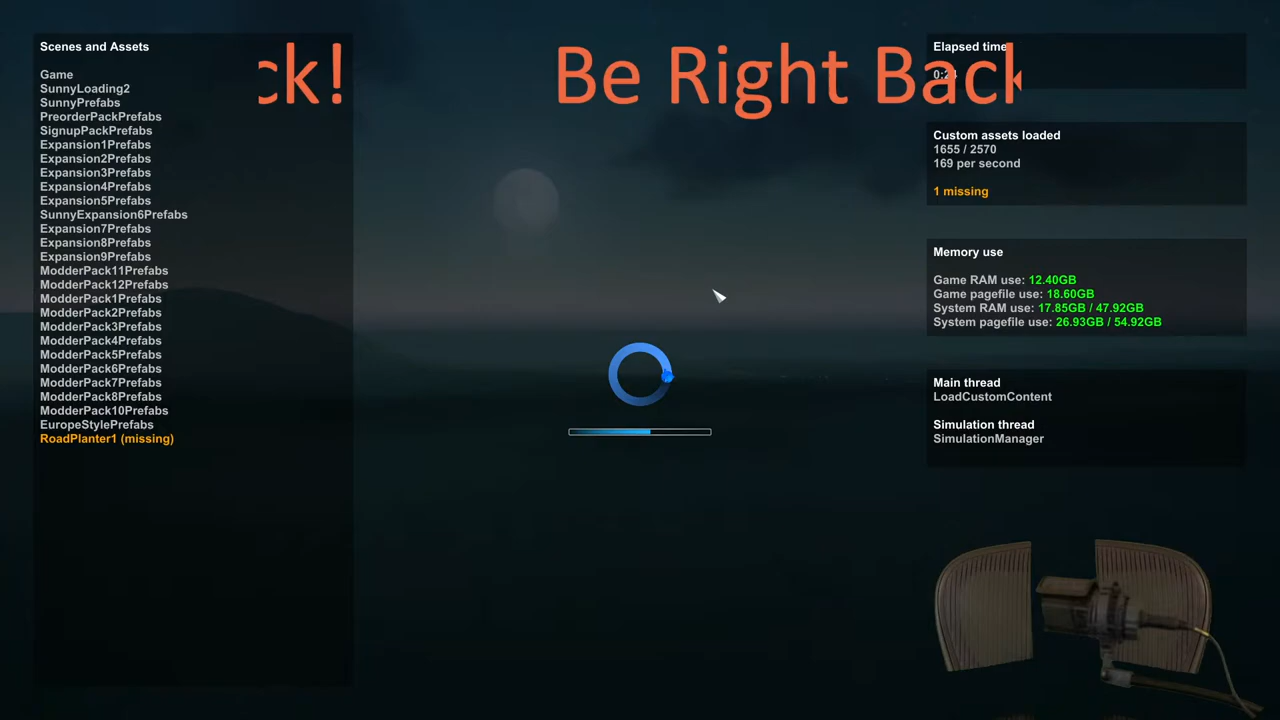 Scenes and Assets
Game
SunnyLoading2
SunnyPrefabs
PreorderPackPrefabs
SignupPackPrefabs
Expansion1Prefabs
Expansion2Prefabs
Expansion3Prefabs
Expansion4Prefabs
Expansion5Prefabs
SunnyExpansion6Prefabs
Expansion7Prefabs
Expansion8Prefabs
Expansion9Prefabs
ModderPack11Prefabs
ModderPack12Prefabs
ModderPack1Prefabs
ModderPack2Prefabs
ModderPack3Prefabs
ModderPack4Prefabs
ModderPack5Prefabs
ModderPack6Prefabs
ModderPack7Prefabs
ModderPack8Prefabs
ModderPack10Prefabs
EuropeStylePrefabs
RoadPlanter1 (missing)
ck! Be Right Back
Elapsed time
Custom assets loaded
1655 / 2570
169 per second
1 missing
Memory use
Game RAM use: 12.40GB
Game pagefile use: 18.60GB
System RAM use: 17.85GB / 47.92GB
System pagefile use: 26.93GB / 54.92GB
Main thread
LoadCustomContent
Simulation thread
SimulationManager